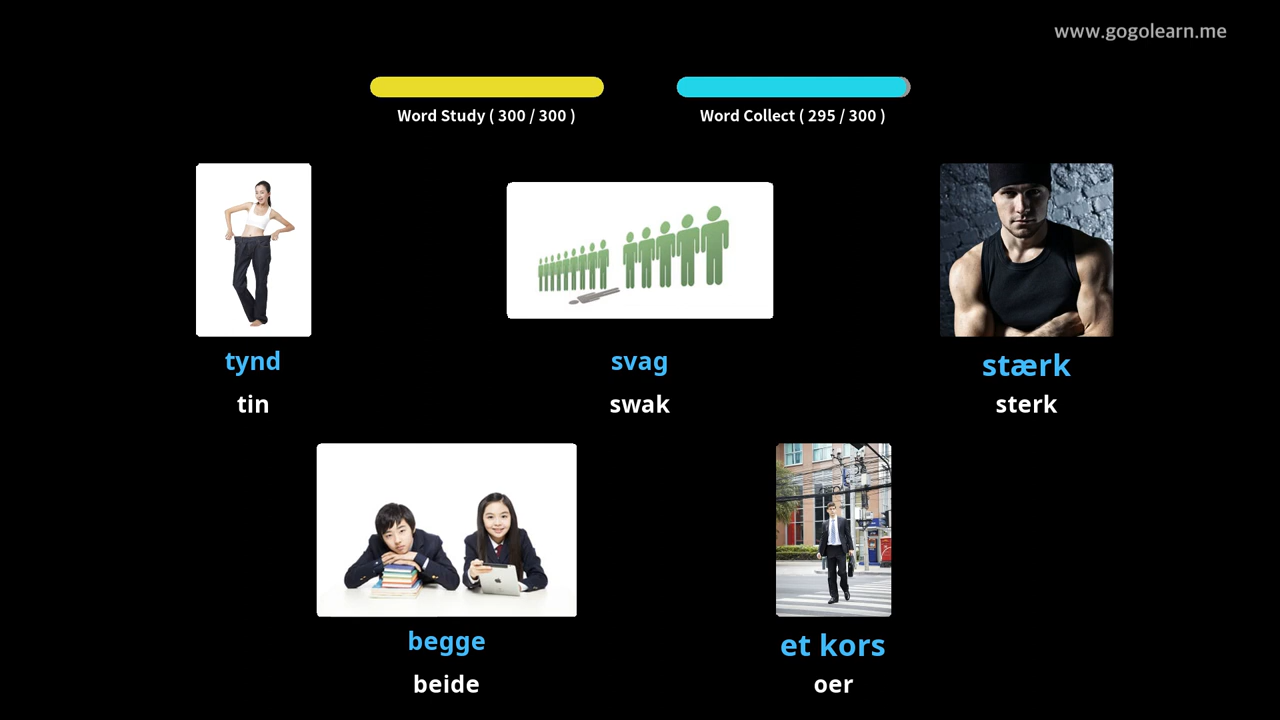 www.gogolearn.me
Word Study ( 300 / 300 )
Word Collect ( 295 / 300 )
tynd
tin
svag
swak
stærk
sterk
begge
beide
et kors
oer